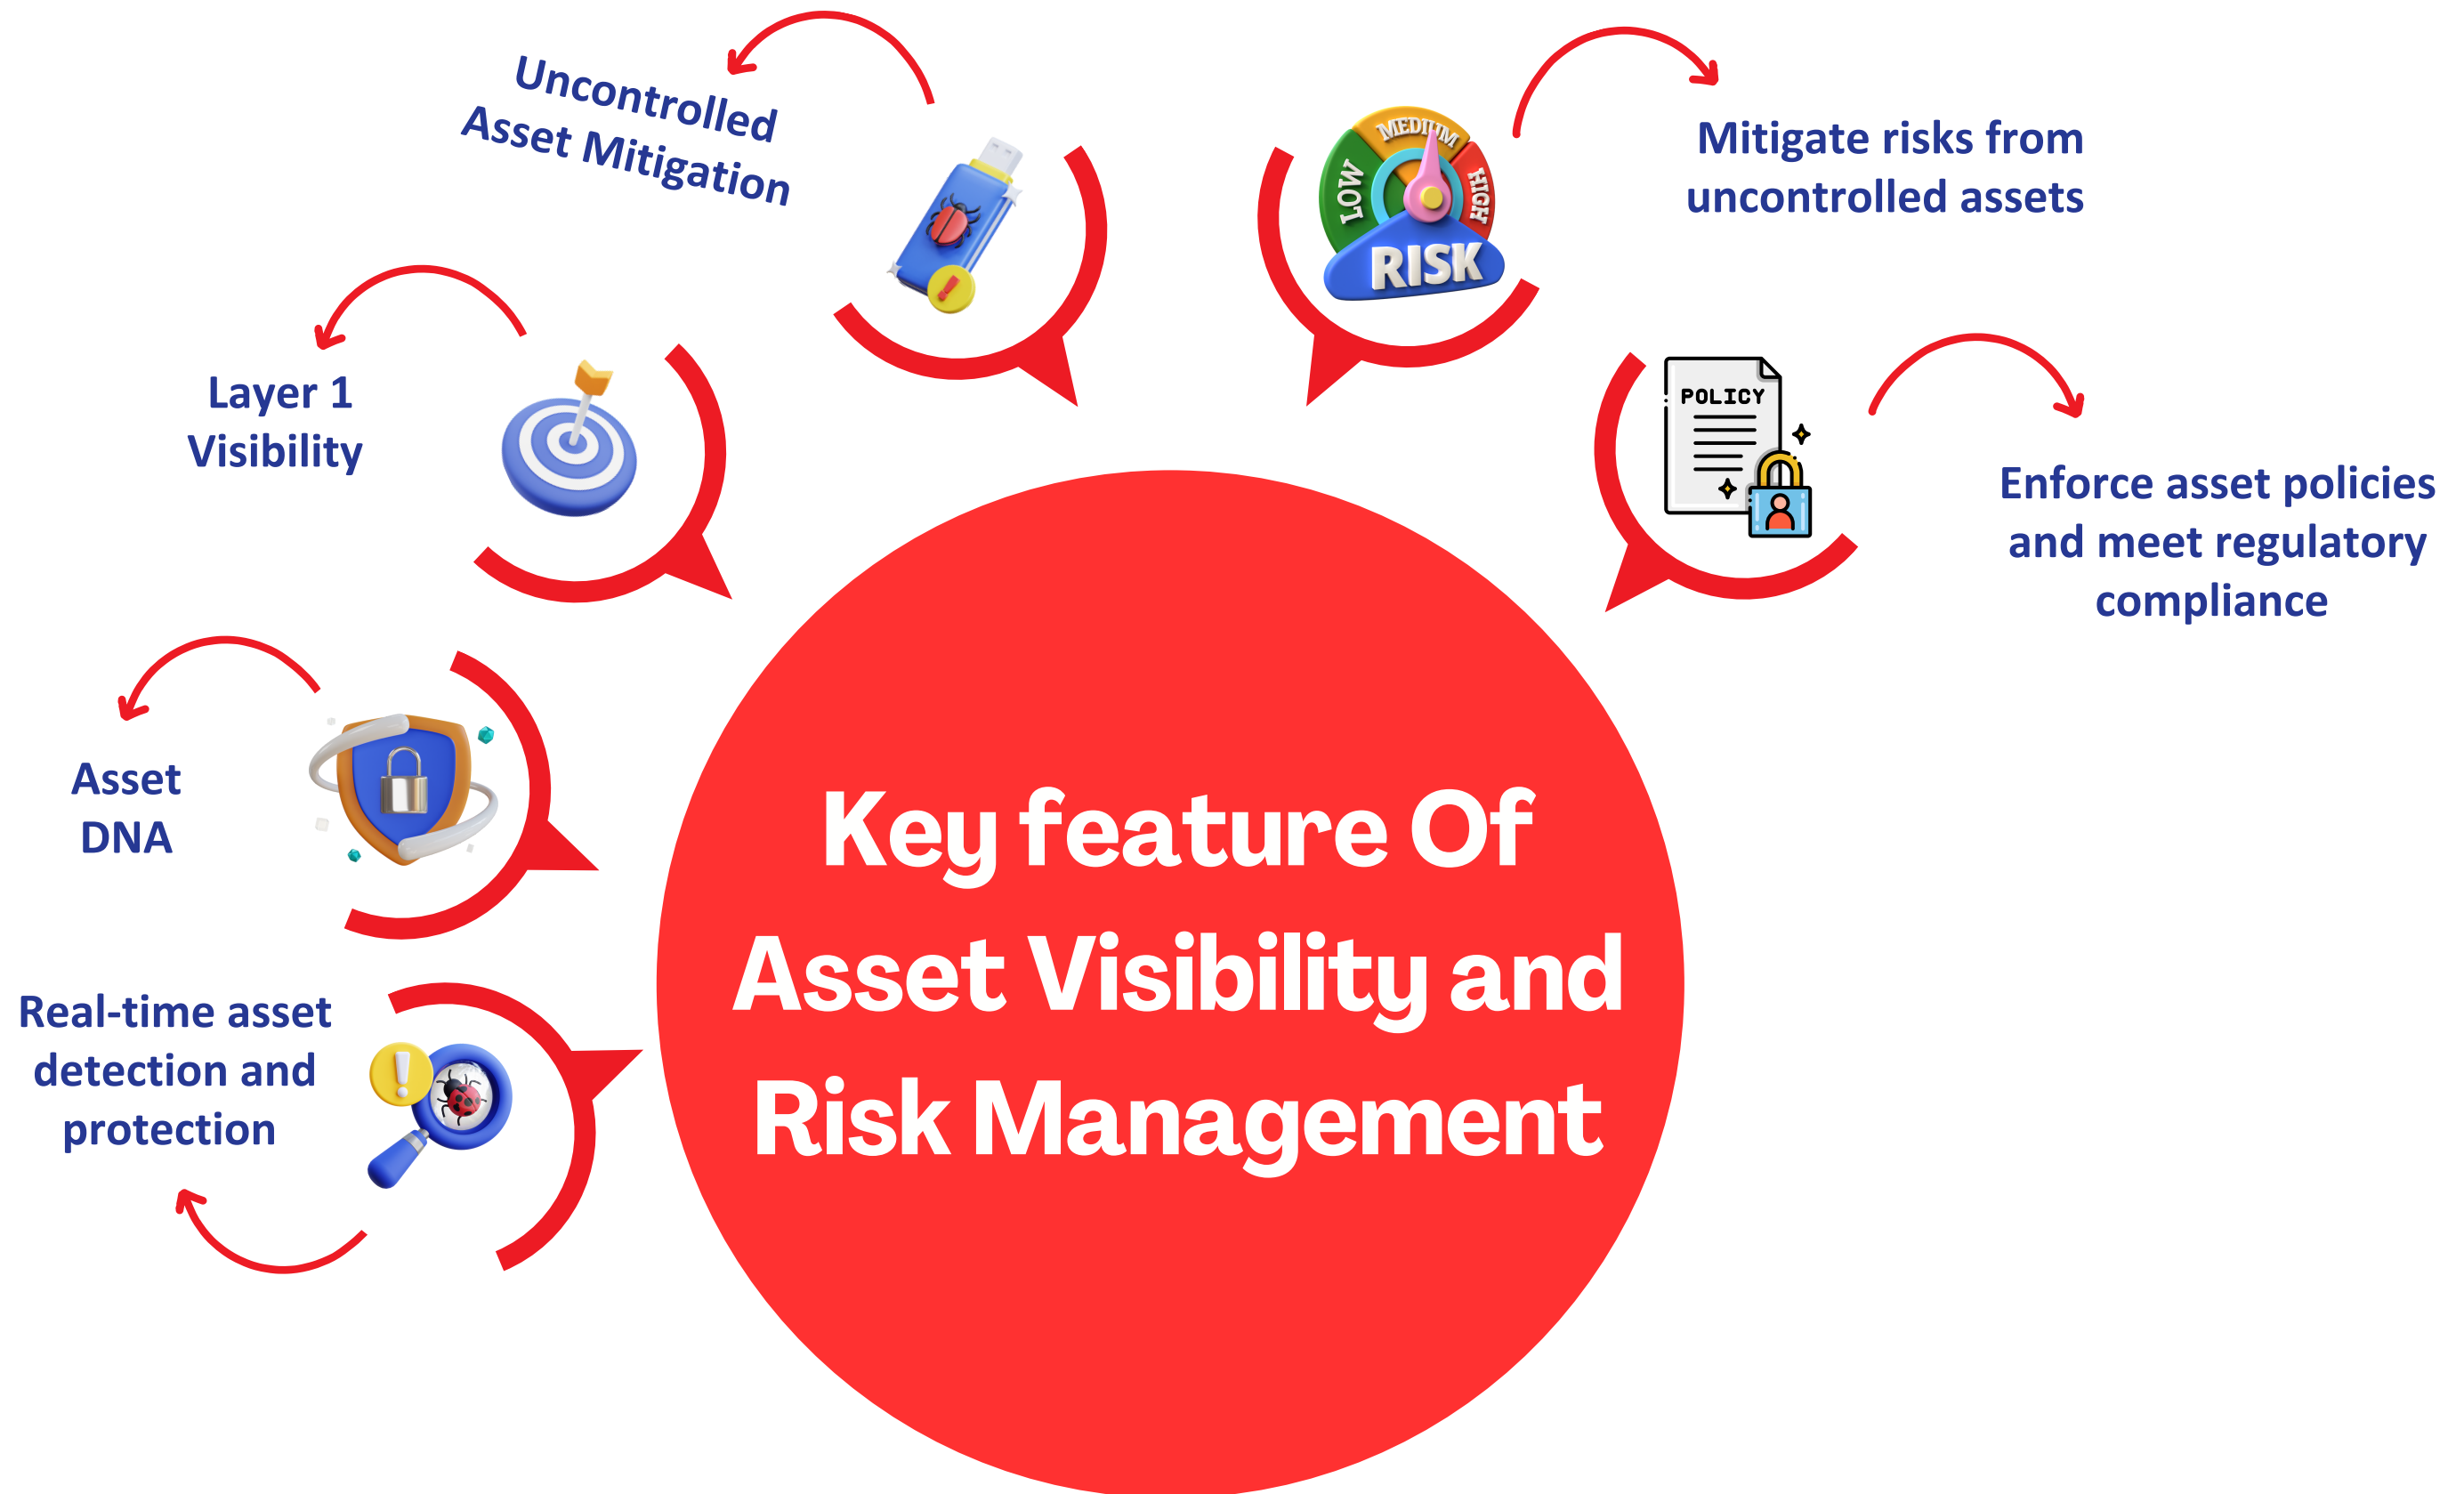 Uncontrolled
Asset Mitigation
MEDIUM
LOW
HIGH
RISK
Mitigate risks from
uncontrolled assets
Layer 1
Visibility
POLICY
Enforce asset policies
and meet regulatory
compliance
Asset
DNA
Real-time asset
detection and
protection
Key feature Of
Asset Visibility and
Risk Management